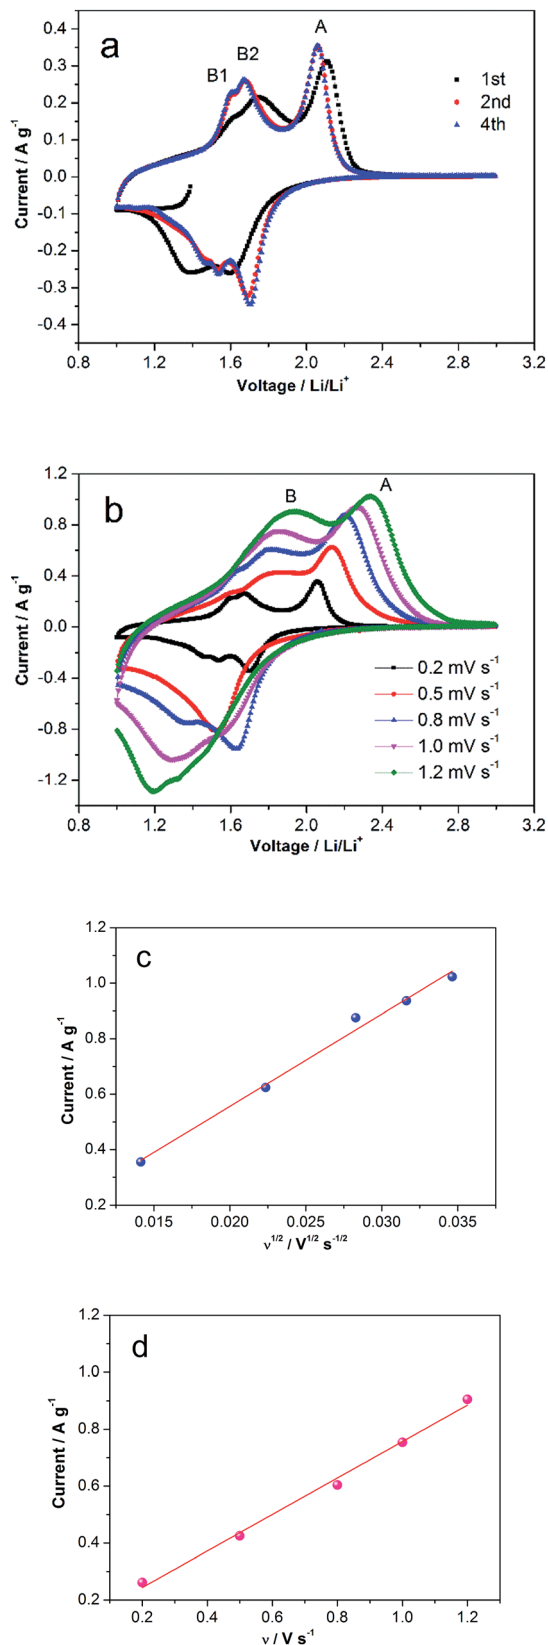 a
B1
B2
A
1st
2nd
4th
Current / A g⁻¹
0.4
0.3
0.2
0.1
0.0
-0.1
-0.2
-0.3
-0.4
0.8 1.2 1.6 2.0 2.4 2.8 3.2
Voltage / Li/Li⁺
b
B
A
0.2 mV s⁻¹
0.5 mV s⁻¹
0.8 mV s⁻¹
1.0 mV s⁻¹
1.2 mV s⁻¹
Current / A g⁻¹
1.2
0.8
0.4
0.0
-0.4
-0.8
-1.2
0.8 1.2 1.6 2.0 2.4 2.8 3.2
Voltage / Li/Li⁺
c
Current / A g⁻¹
1.2
1.0
0.8
0.6
0.4
0.2
0.015 0.020 0.025 0.030 0.035
ν¹ᐟ² / V¹ᐟ² s⁻¹ᐟ²
d
Current / A g⁻¹
1.2
1.0
0.8
0.6
0.4
0.2
0.2 0.4 0.6 0.8 1.0 1.2
ν / V s⁻¹